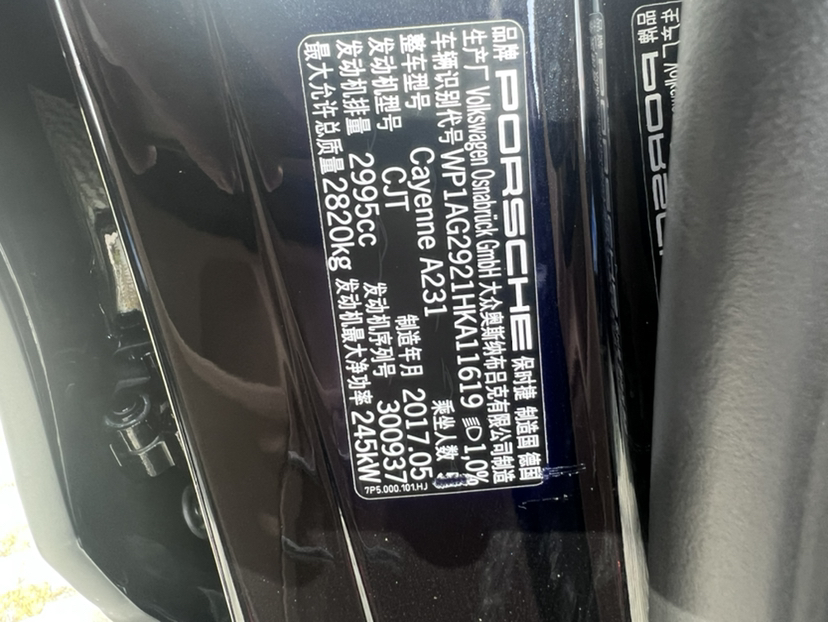 品牌 PORSCHE 保时捷 制造国 德国
生产厂 Volkswagen Osnabrück GmbH 大众奥斯纳布吕克有限公司制造
车辆识别代号 WP1AG2921HKA11619 1,0%
整车型号 Cayenne A231 乘坐人数
发动机型号 CJT 制造年月 2017.05
发动机排量 2995cc 发动机序列号 300937
最大允许总质量 2820kg 发动机最大净功率 245kW
7P5.000.101.HJ